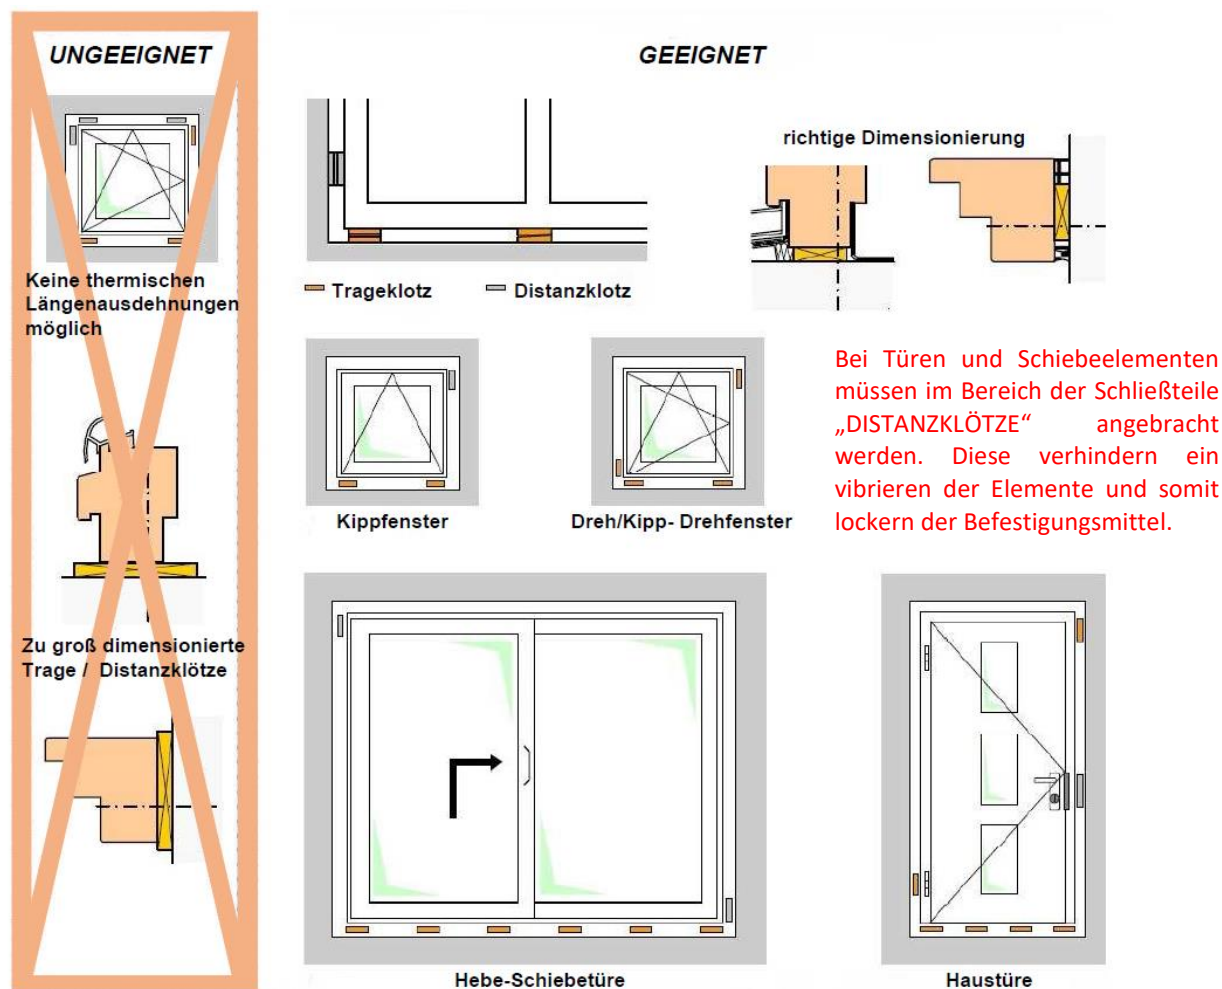 UNGEEIGNET
Keine thermischen
Längenausdehnungen
möglich
Zu groß dimensionierte
Trage / Distanzklötze
GEEIGNET
richtige Dimensionierung
Trageklotz
Distanzklotz
Kippfenster
Dreh/Kipp- Drehfenster
Bei Türen und Schiebeelementen
müssen im Bereich der Schließteile
„DISTANZKLÖTZE“ angebracht
werden. Diese verhindern ein
vibrieren der Elemente und somit
lockern der Befestigungsmittel.
Hebe-Schiebetüre
Haustüre